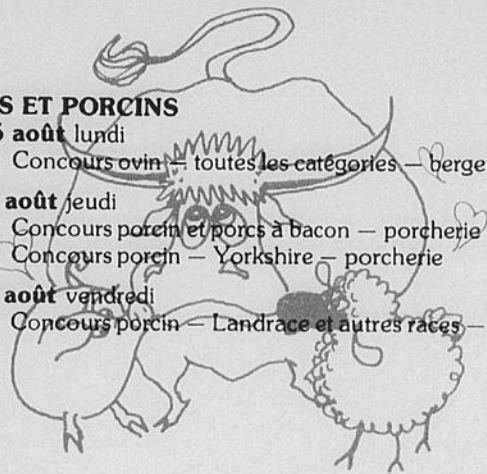 S ET PORCINS
août lundi
Concours ovin — toutes les catégories — berge
août jeudi
Concours porcin et porcs à bacon — porcherie
Concours porcin — Yorkshire — porcherie
août vendredi
Concours porcin — Landrace et autres races —